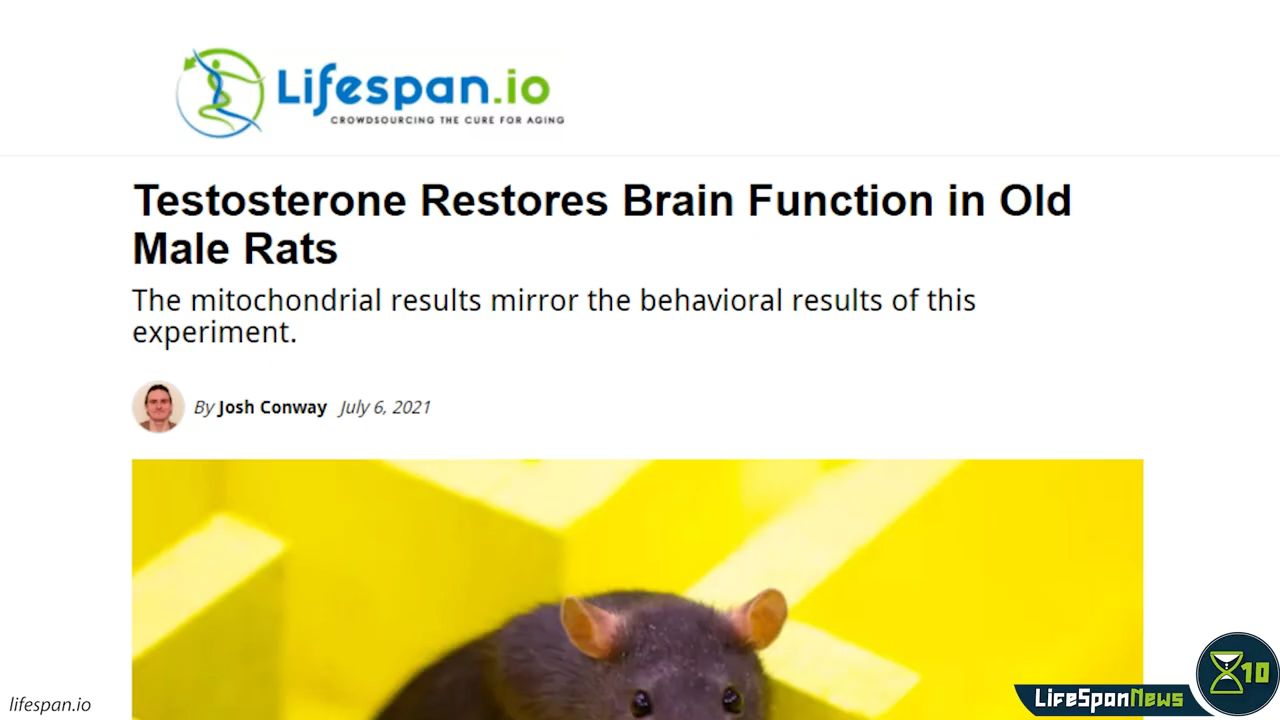 Lifespan.io
CROWDSOURCING THE CURE FOR AGING
Testosterone Restores Brain Function in Old
Male Rats
The mitochondrial results mirror the behavioral results of this
experiment.
By Josh Conway July 6, 2021
lifespan.io
LIFESPANNEWS
10